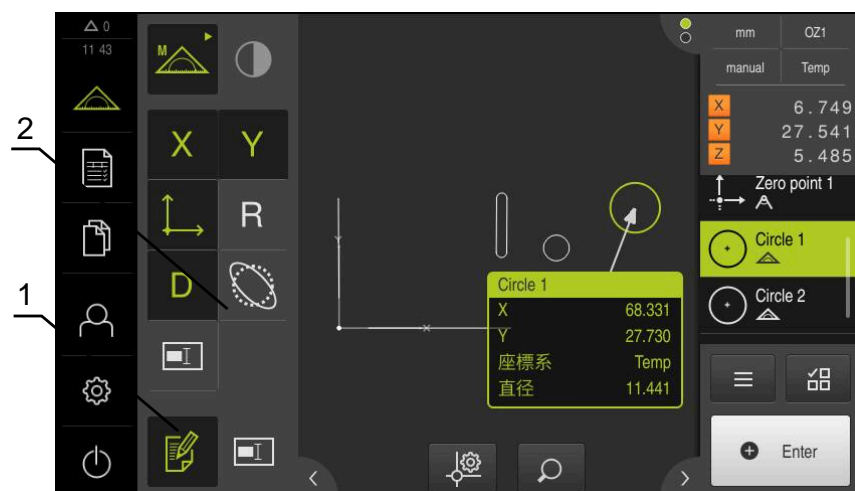 0
11 43
2
1
M
X Y
R
D
Y
X
Circle 1
X 68.331
Y 27.730
座標系 Temp
直径 11.441
mm OZ1
manual Temp
X 6.749
Y 27.541
Z 5.485
Zero point 1
Circle 1
Circle 2
Enter